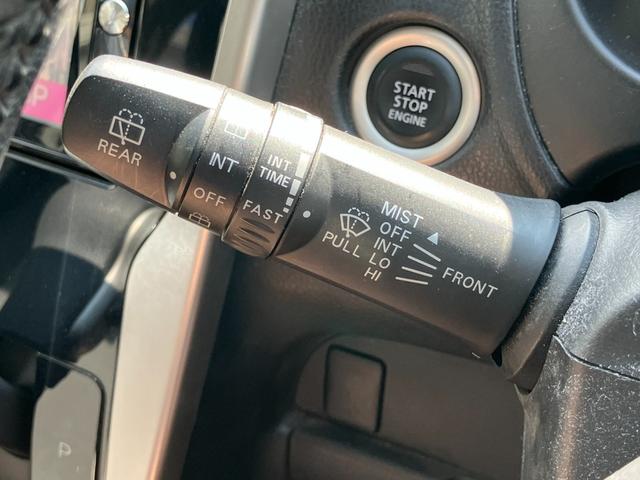 START
STOP
ENGINE
REAR
INT
OFF
INT
TIME
FAST
MIST
OFF
INT
PULL LO
HI
FRONT
P
P